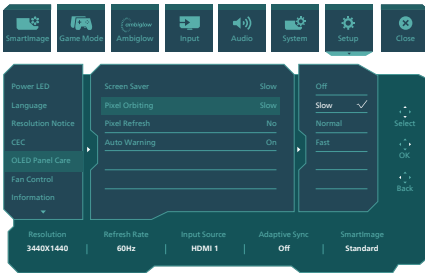 ambiglow
SmartImage Game Mode Ambiglow Input Audio System Setup Close
Power LED Screen Saver Slow Off
Language Pixel Orbiting Slow Slow
Resolution Notice Pixel Refresh No Normal Select
CEC Auto Warning On Fast
OLED Panel Care OK
Fan Control
Information Back
Resolution Refresh Rate Input Source Adaptive Sync SmartImage
3440X1440 60Hz HDMI 1 Off Standard